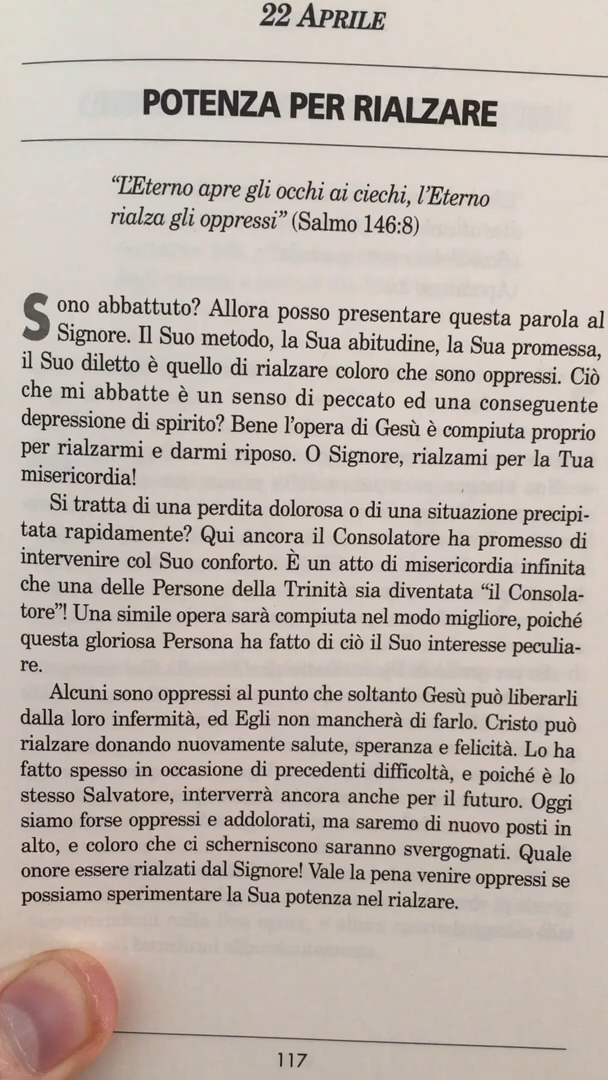 22 APRILE
POTENZA PER RIALZARE
“L’Eterno apre gli occhi ai ciechi, l’Eterno
rialza gli oppressi” (Salmo 146:8)
Sono abbattuto? Allora posso presentare questa parola al
Signore. Il Suo metodo, la Sua abitudine, la Sua promessa,
il Suo diletto è quello di rialzare coloro che sono oppressi. Ciò
che mi abbatte è un senso di peccato ed una conseguente
depressione di spirito? Bene l’opera di Gesù è compiuta proprio
per rialzarmi e darmi riposo. O Signore, rialzami per la Tua
misericordia!
Si tratta di una perdita dolorosa o di una situazione precipi-
tata rapidamente? Qui ancora il Consolatore ha promesso di
intervenire col Suo conforto. È un atto di misericordia infinita
che una delle Persone della Trinità sia diventata “il Consola-
tore”! Una simile opera sarà compiuta nel modo migliore, poiché
questa gloriosa Persona ha fatto di ciò il Suo interesse peculia-
re.
Alcuni sono oppressi al punto che soltanto Gesù può liberarli
dalla loro infermità, ed Egli non mancherà di farlo. Cristo può
rialzare donando nuovamente salute, speranza e felicità. Lo ha
fatto spesso in occasione di precedenti difficoltà, e poiché è lo
stesso Salvatore, interverrà ancora anche per il futuro. Oggi
siamo forse oppressi e addolorati, ma saremo di nuovo posti in
alto, e coloro che ci scherniscono saranno svergognati. Quale
onore essere rialzati dal Signore! Vale la pena venire oppressi se
possiamo sperimentare la Sua potenza nel rialzare.
117